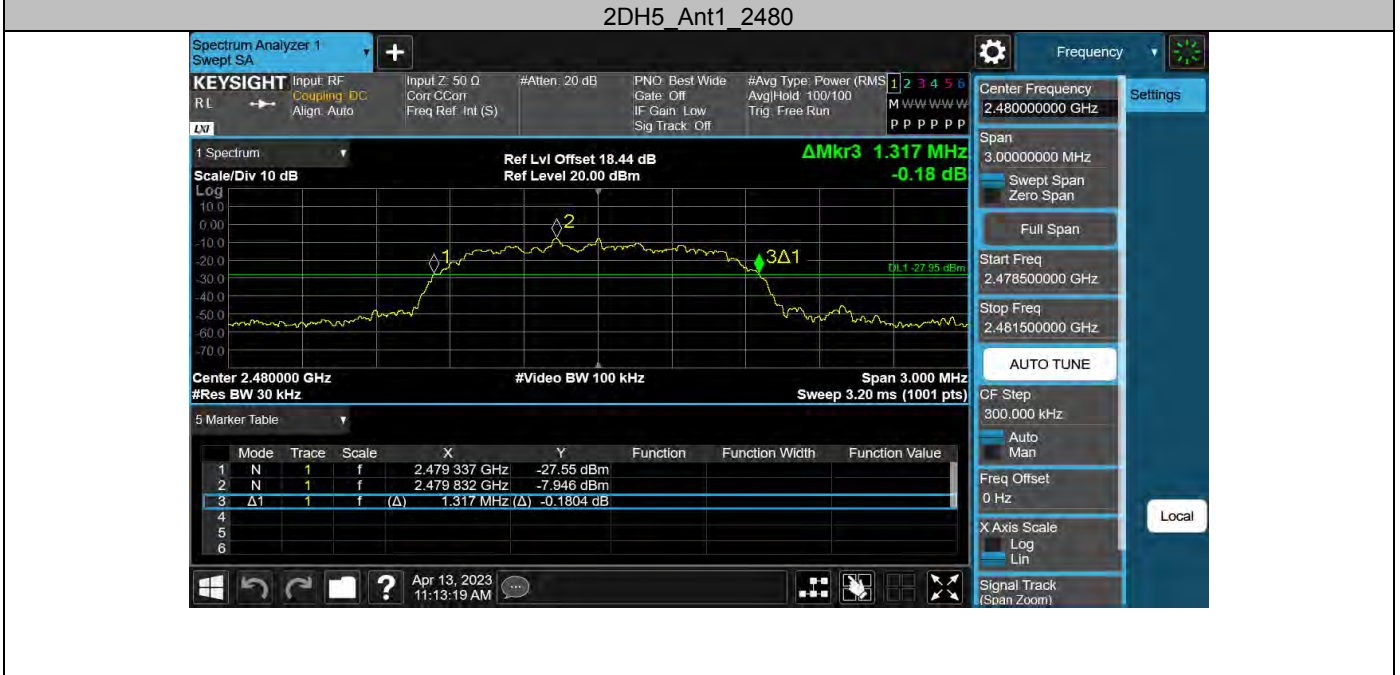 2DH5_Ant1_2480
Spectrum Analyzer 1
Swept SA
+
Frequency
KEYSIGHT
RL
LXI
Input: RF
Coupling: DC
Align: Auto
Input Z: 50 Ω
Corr CCorr
Freq Ref: Int (S)
#Atten: 20 dB
PNO: Best Wide
Gate: Off
IF Gain: Low
Sig Track: Off
#Avg Type: Power (RMS
Avg|Hold: 100/100
Trig: Free Run
1 2 3 4 5 6
M W W W W W
P P P P P P
1 Spectrum
Scale/Div 10 dB
Ref Lvl Offset 18.44 dB
Ref Level 20.00 dBm
ΔMkr3 1.317 MHz
-0.18 dB
Log
10.0
0.00
-10.0
-20.0
-30.0
-40.0
-50.0
-60.0
-70.0
1
2
3Δ1
DL1 -27.95 dBm
Center 2.480000 GHz
#Video BW 100 kHz
Span 3.000 MHz
#Res BW 30 kHz
Sweep 3.20 ms (1001 pts)
5 Marker Table
Mode Trace Scale X Y Function Function Width Function Value
1 N 1 f 2.479 337 GHz -27.55 dBm
2 N 1 f 2.479 832 GHz -7.946 dBm
3 Δ1 1 f (Δ) 1.317 MHz (Δ) -0.1804 dB
4
5
6
?
Apr 13, 2023
11:13:19 AM
Center Frequency
2.480000000 GHz
Settings
Span
3.00000000 MHz
Swept Span
Zero Span
Full Span
Start Freq
2.478500000 GHz
Stop Freq
2.481500000 GHz
AUTO TUNE
CF Step
300.000 kHz
Auto
Man
Freq Offset
0 Hz
X Axis Scale
Log
Lin
Signal Track
(Span Zoom)
Local